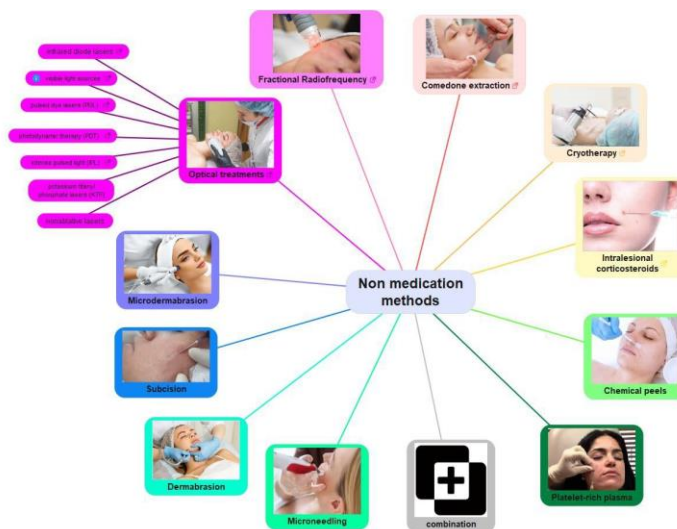 Non medication
methods
Fractional Radiofrequency
Comedone extraction
Cryotherapy
Intralesional
corticosteroids
Chemical peels
Platelet-rich plasma
combination
Microneedling
Dermabrasion
Subcision
Microdermabrasion
Optical treatments
infrared diode lasers
visible light sources
pulsed dye lasers (PDL)
photodynamic therapy (PDT)
intense pulsed light (IPL)
potassium titanyl
phosphate lasers (KTP)
nonablative lasers